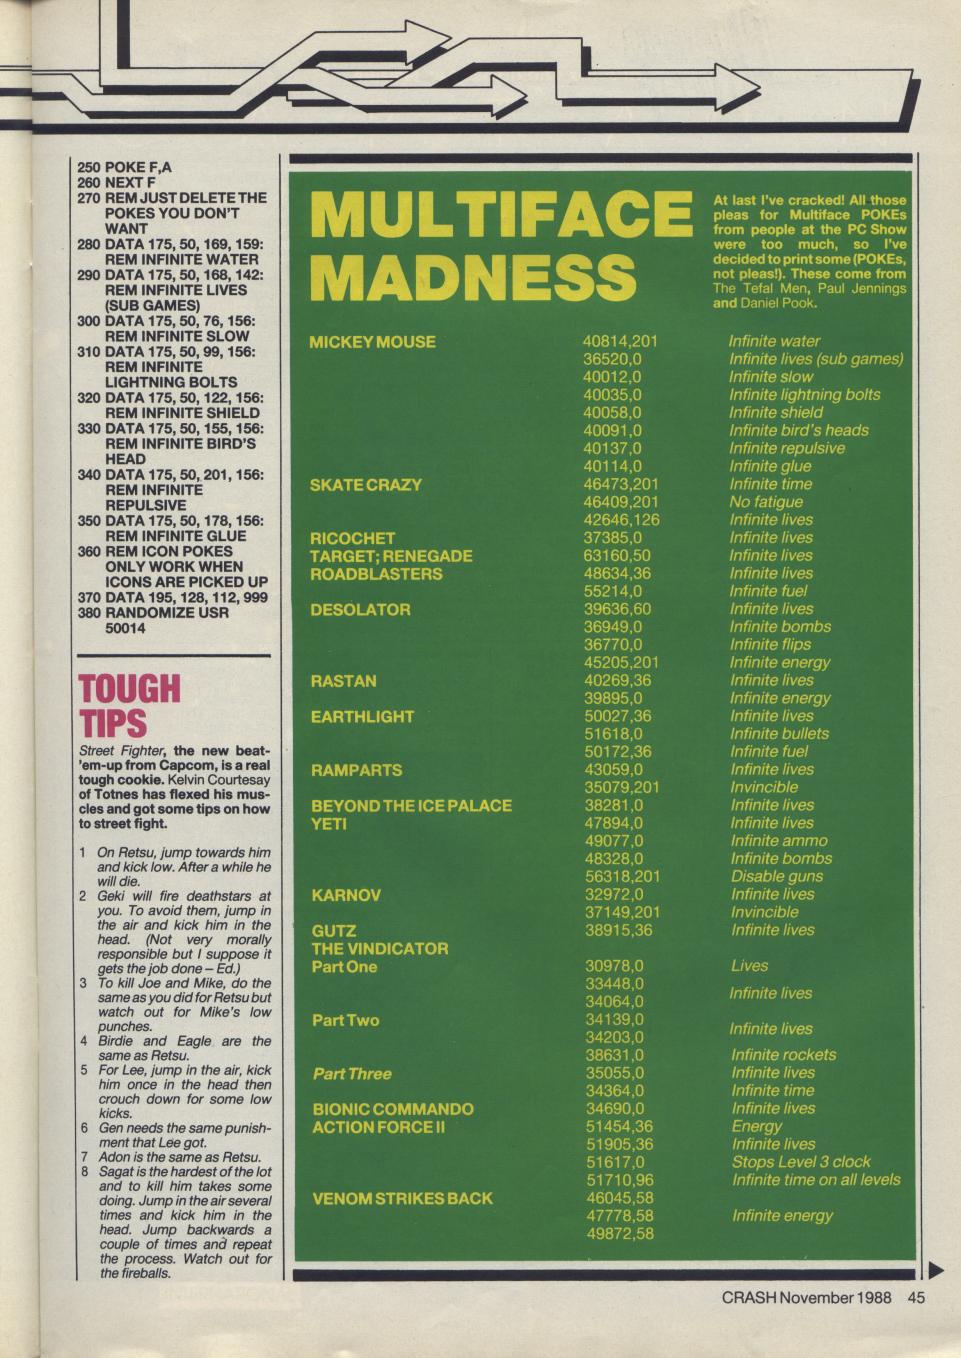 250 POKE F,A
260 NEXT F
270 REM JUST DELETE THE
POKES YOU DON'T
WANT
280 DATA 175, 50, 169, 159:
REM INFINITE WATER
290 DATA 175, 50, 168, 142:
REM INFINITE LIVES
(SUB GAMES)
300 DATA 175, 50, 76, 156:
REM INFINITE SLOW
310 DATA 175, 50, 99, 156:
REM INFINITE
LIGHTNING BOLTS
320 DATA 175, 50, 122, 156:
REM INFINITE SHIELD
330 DATA 175, 50, 155, 156:
REM INFINITE BIRD'S
HEAD
340 DATA 175, 50, 201, 156:
REM INFINITE
REPULSIVE
350 DATA 175, 50, 178, 156:
REM INFINITE GLUE
360 REM ICON POKES
ONLY WORK WHEN
ICONS ARE PICKED UP
370 DATA 195, 128, 112, 999
380 RANDOMIZE USR
50014
TOUGH
TIPS
Street Fighter, the new beat-
'em-up from Capcom, is a real
tough cookie. Kelvin Courtesay
of Totnes has flexed his mus-
cles and got some tips on how
to street fight.
1 On Retsu, jump towards him
and kick low. After a while he
will die.
2 Geki will fire deathstars at
you. To avoid them, jump in
the air and kick him in the
head. (Not very morally
responsible but I suppose it
gets the job done – Ed.)
3 To kill Joe and Mike, do the
same as you did for Retsu but
watch out for Mike's low
punches.
4 Birdie and Eagle are the
same as Retsu.
5 For Lee, jump in the air, kick
him once in the head then
crouch down for some low
kicks.
6 Gen needs the same punish-
ment that Lee got.
7 Adon is the same as Retsu.
8 Sagat is the hardest of the lot
and to kill him takes some
doing. Jump in the air several
times and kick him in the
head. Jump backwards a
couple of times and repeat
the process. Watch out for
the fireballs.
MULTIFACE
MADNESS
At last I've cracked! All those
pleas for Multiface POKEs
from people at the PC Show
were too much, so I've
decided to print some (POKEs,
not pleas!). These come from
The Tefal Men, Paul Jennings
and Daniel Pook.
MICKEY MOUSE 40814,201 Infinite water
36520,0 Infinite lives (sub games)
40012,0 Infinite slow
40035,0 Infinite lightning bolts
40058,0 Infinite shield
40091,0 Infinite bird's heads
40137,0 Infinite repulsive
40114,0 Infinite glue
SKATE CRAZY 46473,201 Infinite time
46409,201 No fatigue
42646,126 Infinite lives
RICOCHET 37385,0 Infinite lives
TARGET; RENEGADE 63160,50 Infinite lives
ROADBLASTERS 48634,36 Infinite lives
55214,0 Infinite fuel
DESOLATOR 39636,60 Infinite lives
36949,0 Infinite bombs
36770,0 Infinite flips
45205,201 Infinite energy
RASTAN 40269,36 Infinite lives
39895,0 Infinite energy
EARTHLIGHT 50027,36 Infinite lives
51618,0 Infinite bullets
50172,36 Infinite fuel
RAMPARTS 43059,0 Infinite lives
35079,201 Invincible
BEYOND THE ICE PALACE 38281,0 Infinite lives
YETI 47894,0 Infinite lives
49077,0 Infinite ammo
48328,0 Infinite bombs
56318,201 Disable guns
KARNOV 32972,0 Infinite lives
37149,201 Invincible
GUTZ 38915,36 Infinite lives
THE VINDICATOR
Part One 30978,0 Lives
33448,0
34064,0 Infinite lives
Part Two 34139,0
34203,0 Infinite lives
38631,0 Infinite rockets
Part Three 35055,0 Infinite lives
34364,0 Infinite time
BIONIC COMMANDO 34690,0 Infinite lives
ACTION FORCE II 51454,36 Energy
51905,36 Infinite lives
51617,0 Stops Level 3 clock
51710,96 Infinite time on all levels
VENOM STRIKES BACK 46045,58
47778,58 Infinite energy
49872,58
CRASH November 1988 45